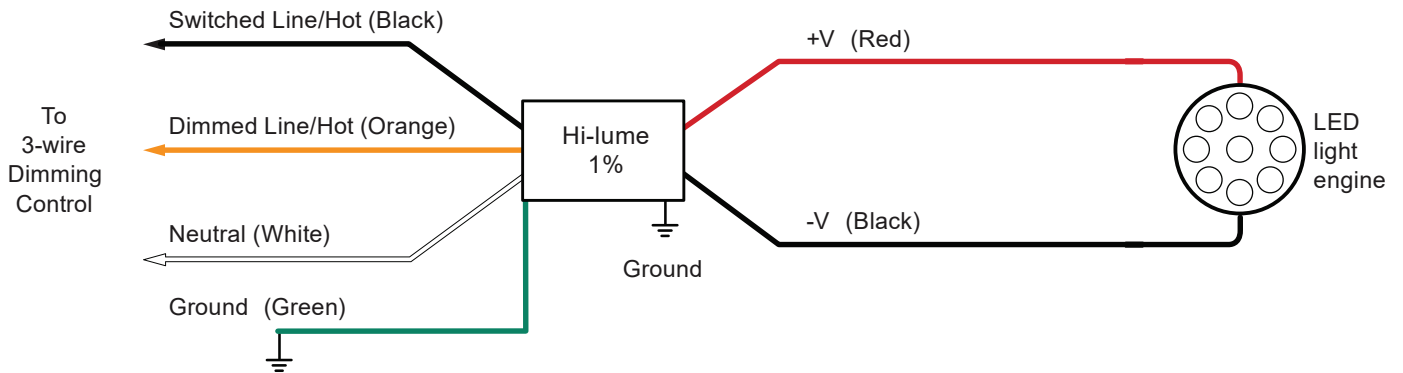 Switched Line/Hot (Black)
To
3-wire
Dimming
Control
Dimmed Line/Hot (Orange)
Neutral (White)
Ground (Green)
Hi-lume
1%
Ground
+V (Red)
-V (Black)
LED
light
engine